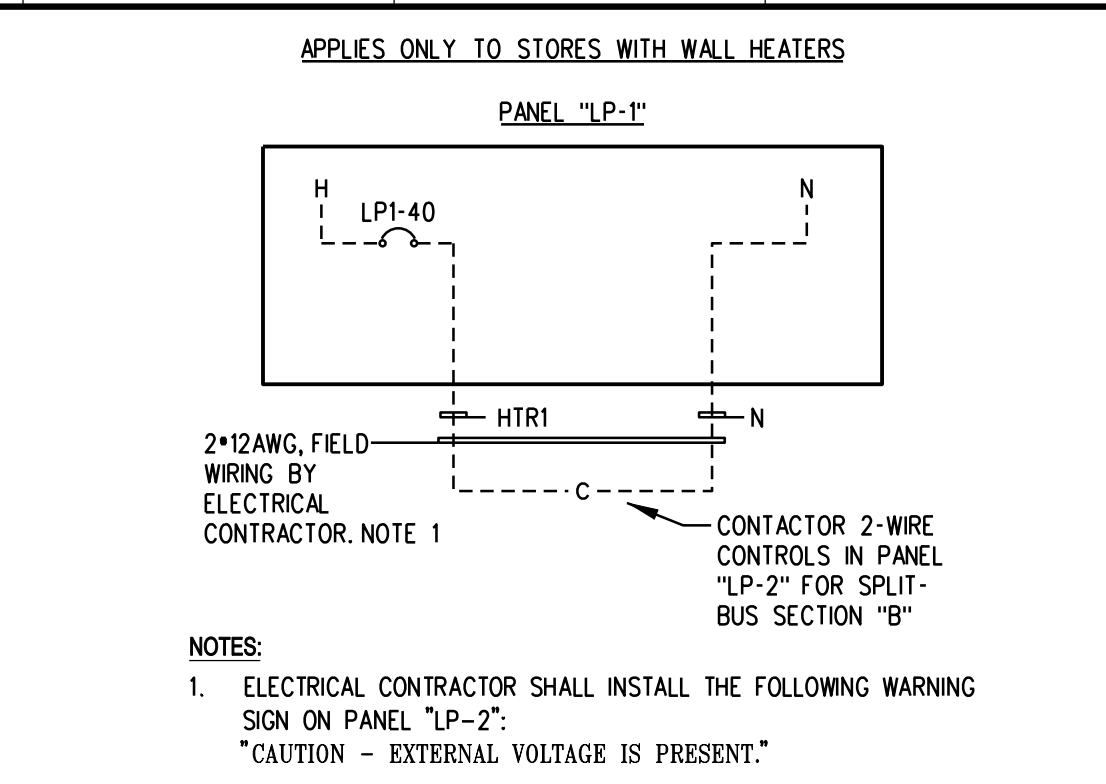 APPLIES ONLY TO STORES WITH WALL HEATERS
PANEL "LP-1"
H
N
LP1-40
HTR1
N
2•12AWG, FIELD
WIRING BY
ELECTRICAL
CONTRACTOR. NOTE 1
C
CONTACTOR 2-WIRE
CONTROLS IN PANEL
"LP-2" FOR SPLIT-
BUS SECTION "B"
NOTES:
1. ELECTRICAL CONTRACTOR SHALL INSTALL THE FOLLOWING WARNING
SIGN ON PANEL "LP-2":
"CAUTION - EXTERNAL VOLTAGE IS PRESENT."